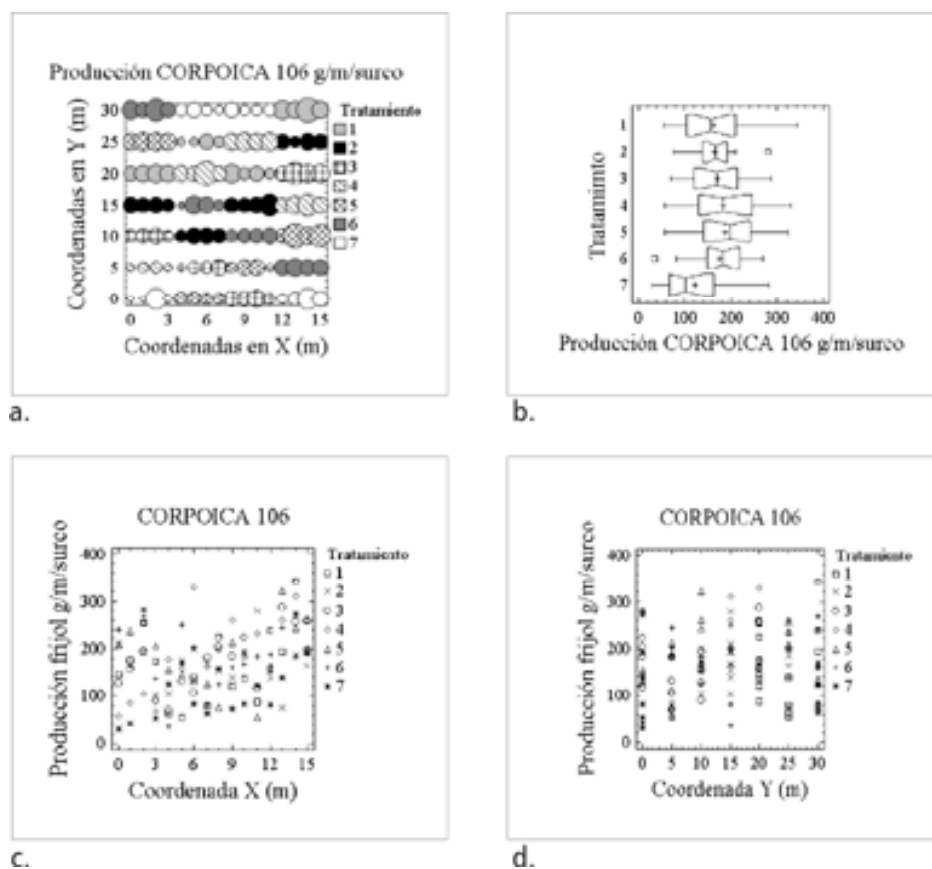 Producción CORPOICA 106 g/m/surco
Coordenadas en Y (m)
30
25
20
15
10
5
0
0 3 6 9 12 15
Coordenadas en X (m)
Tratamiento
1
2
3
4
5
6
7
a.
Tratamimto
1
2
3
4
5
6
7
0 100 200 300 400
Producción CORPOICA 106 g/m/surco
b.
CORPOICA 106
Producción frijol g/m/surco
400
300
200
100
0
0 3 6 9 12 15
Coordenada X (m)
Tratamiento
1
2
3
4
5
6
7
c.
CORPOICA 106
Producción frijol g/m/surco
400
300
200
100
0
0 5 10 15 20 25 30
Coordenada Y (m)
Tratamiento
1
2
3
4
5
6
7
d.